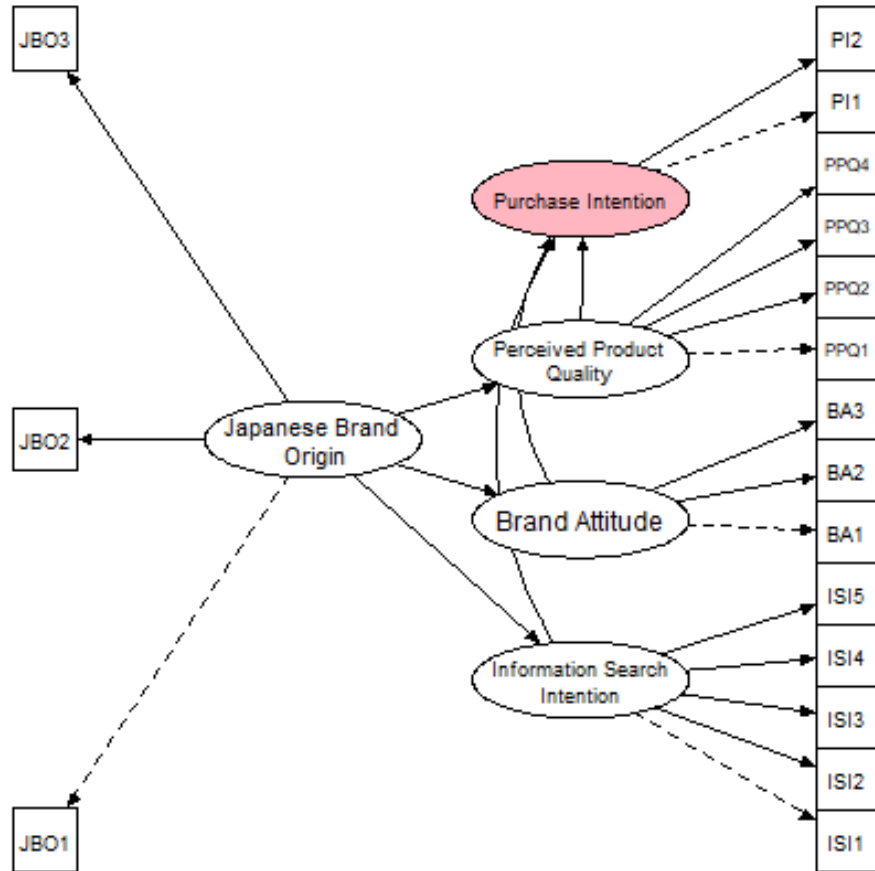 JBO3
JBO2
JBO1
Japanese Brand
Origin
Purchase Intention
Perceived Product
Quality
Brand Attitude
Information Search
Intention
PI2
PI1
PPQ4
PPQ3
PPQ2
PPQ1
BA3
BA2
BA1
ISI5
ISI4
ISI3
ISI2
ISI1